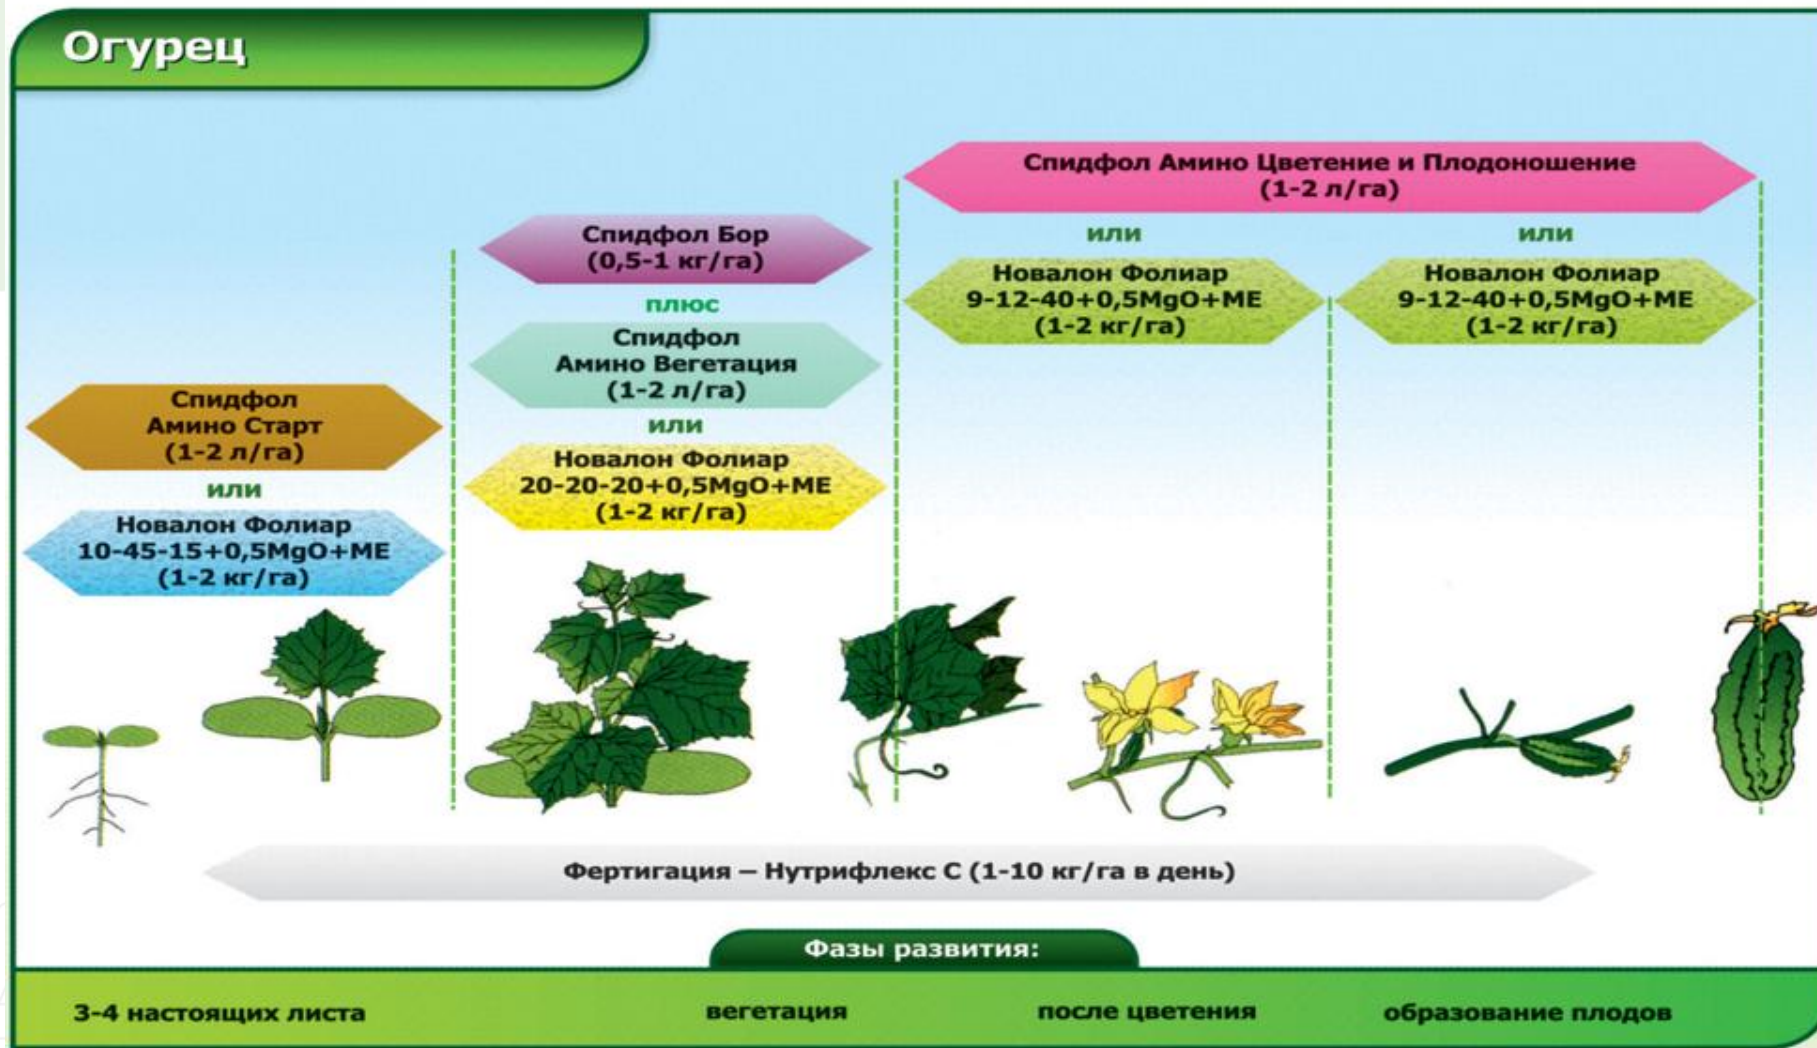 Огурец
Спидфол Амино Цветение и Плодоношение
(1-2 л/га)
или
или
Новалон Фолиар
9-12-40+0,5MgO+ME
(1-2 кг/га)
Новалон Фолиар
9-12-40+0,5MgO+ME
(1-2 кг/га)
Спидфол Бор
(0,5-1 кг/га)
плюс
Спидфол
Амино Вегетация
(1-2 л/га)
или
Новалон Фолиар
20-20-20+0,5MgO+ME
(1-2 кг/га)
Спидфол
Амино Старт
(1-2 л/га)
или
Новалон Фолиар
10-45-15+0,5MgO+ME
(1-2 кг/га)
Фертигация – Нутрифлекс С (1-10 кг/га в день)
Фазы развития:
3-4 настоящих листа
вегетация
после цветения
образование плодов